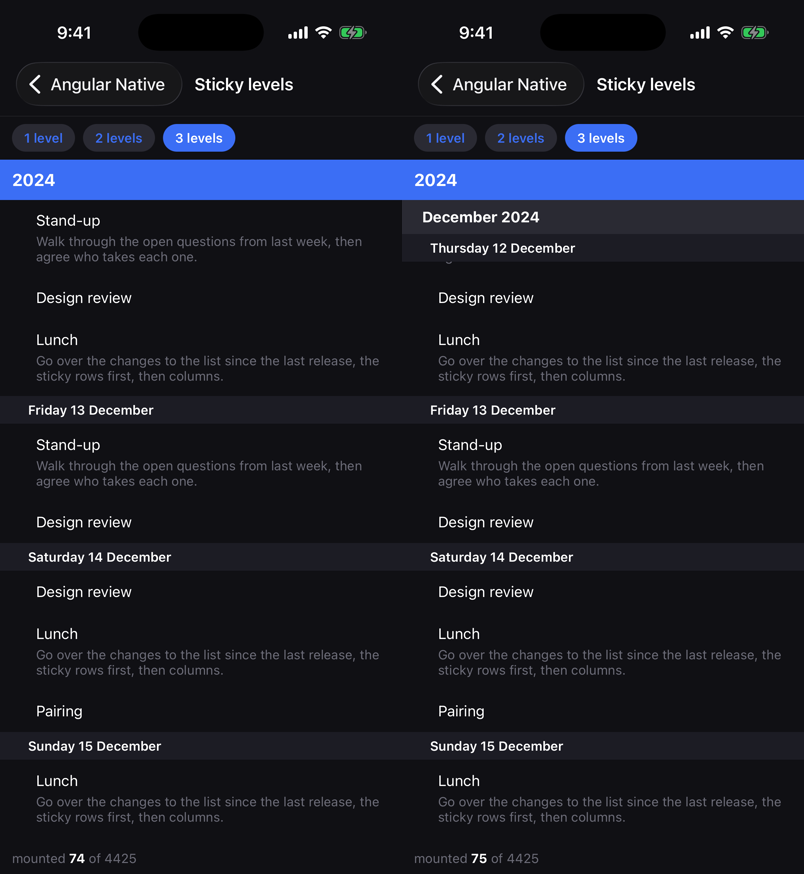 9:41
Angular Native
Sticky levels
1 level
2 levels
3 levels
2024
Stand-up
Walk through the open questions from last week, then
agree who takes each one.
Design review
Lunch
Go over the changes to the list since the last release, the
sticky rows first, then columns.
Friday 13 December
Stand-up
Walk through the open questions from last week, then
agree who takes each one.
Design review
Saturday 14 December
Design review
Lunch
Go over the changes to the list since the last release, the
sticky rows first, then columns.
Pairing
Sunday 15 December
Lunch
Go over the changes to the list since the last release, the
sticky rows first, then columns.
mounted 74 of 4425
9:41
Angular Native
Sticky levels
1 level
2 levels
3 levels
2024
December 2024
Thursday 12 December
Design review
Lunch
Go over the changes to the list since the last release, the
sticky rows first, then columns.
Friday 13 December
Stand-up
Walk through the open questions from last week, then
agree who takes each one.
Design review
Saturday 14 December
Design review
Lunch
Go over the changes to the list since the last release, the
sticky rows first, then columns.
Pairing
Sunday 15 December
Lunch
Go over the changes to the list since the last release, the
sticky rows first, then columns.
mounted 75 of 4425